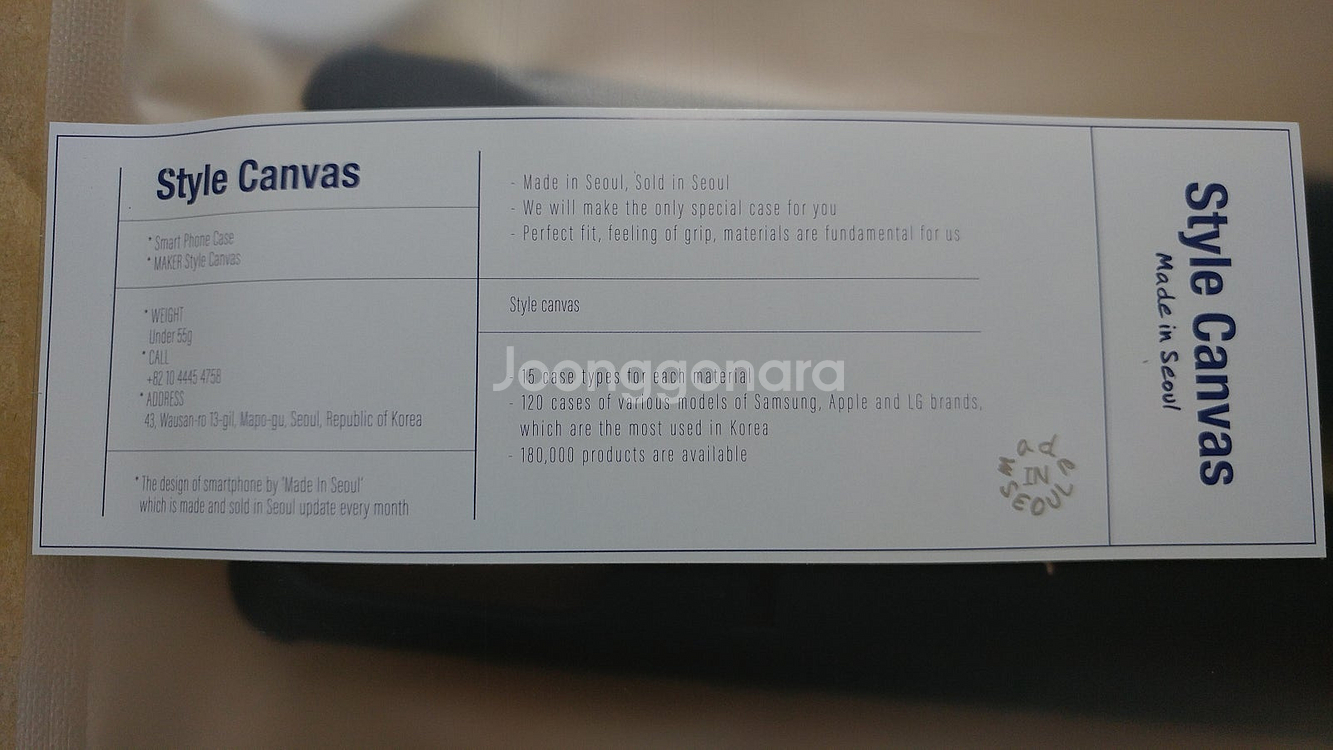 Style Canvas
* Smart Phone Case
* MAKER Style Canvas
* WEIGHT
Under 55g
* CALL
+82 10 4445 4758
* ADDRESS
43, Wausan-ro 13-gil, Mapo-gu, Seoul, Republic of Korea
* The design of smartphone by 'Made In Seoul'
which is made and sold in Seoul update every month
- Made in Seoul, Sold in Seoul
- We will make the only special case for you
- Perfect fit, feeling of grip, materials are fundamental for us
Style canvas
- 15 case types for each material
- 120 cases of various models of Samsung, Apple and LG brands,
which are the most used in Korea
- 180,000 products are available
Joonggonara
Made
IN
SEOUL
Style Canvas
Made in Seoul